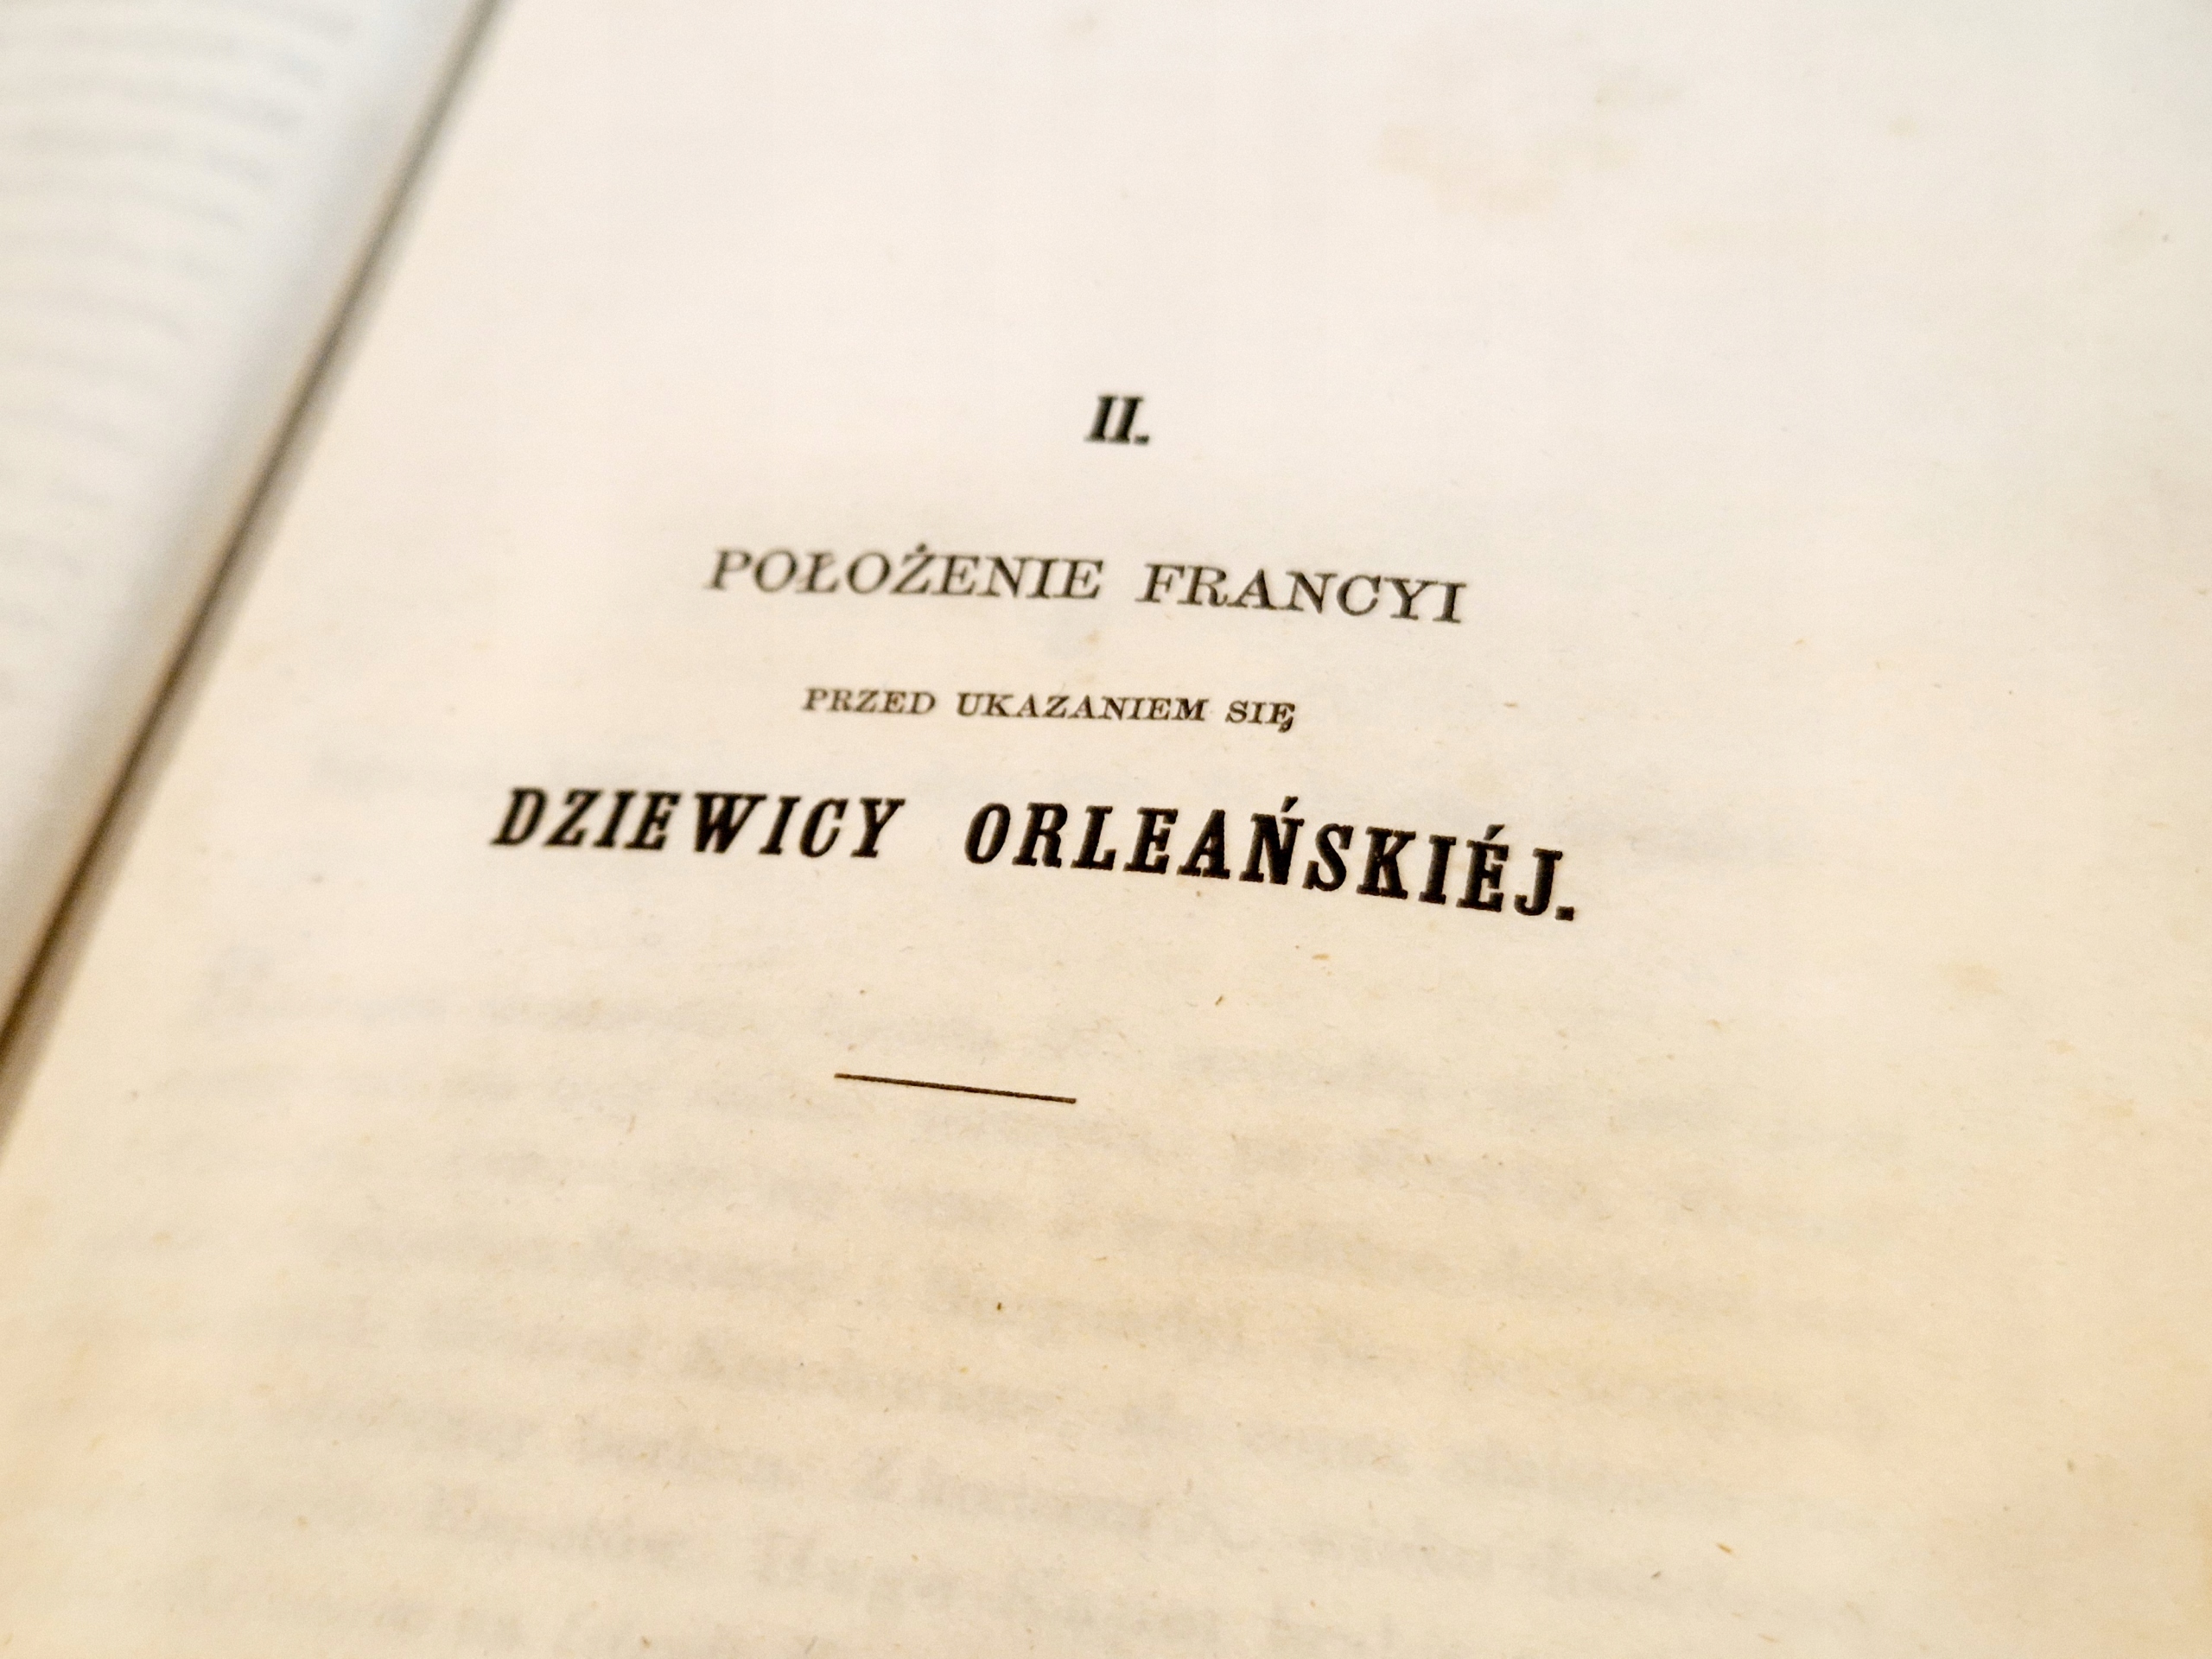 II.
POŁOŻENIE FRANCYI
PRZED UKAZANIEM SIĘ
DZIEWICY ORLEAŃSKIÉJ.